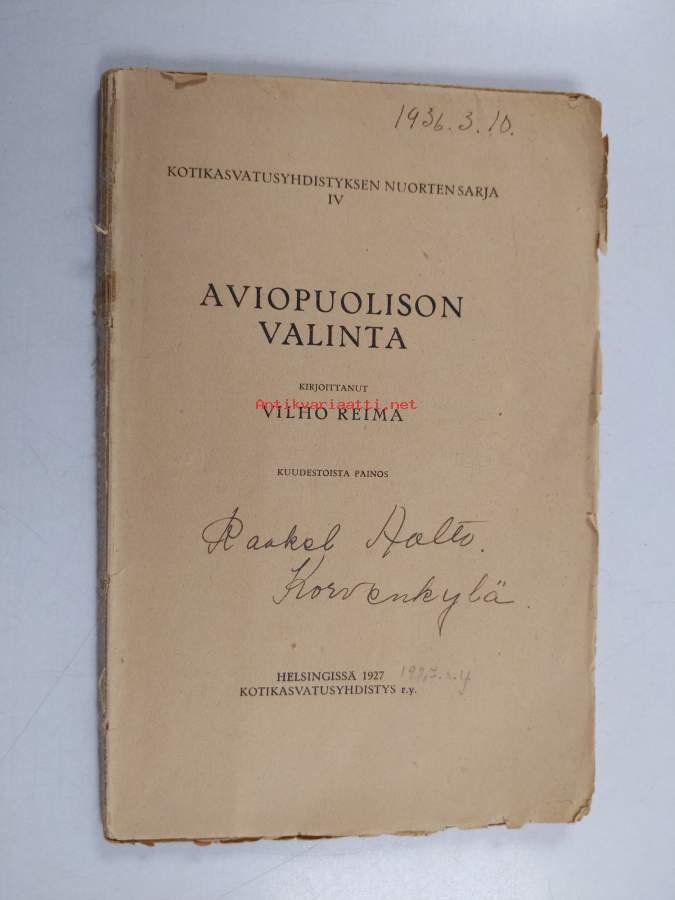 1936.3.10.
KOTIKASVATUSYHDISTYKSEN NUORTEN SARJA
IV
AVIOPUOLISON
VALINTA
KIRJOITTANUT
Antikvariaatti.net
VILHO REIMA
KUUDESTOISTA PAINOS
Raakel Aalto.
Korvenkylä.
HELSINGISSÄ 1927 1927.
KOTIKASVATUSYHDISTYS r.y.